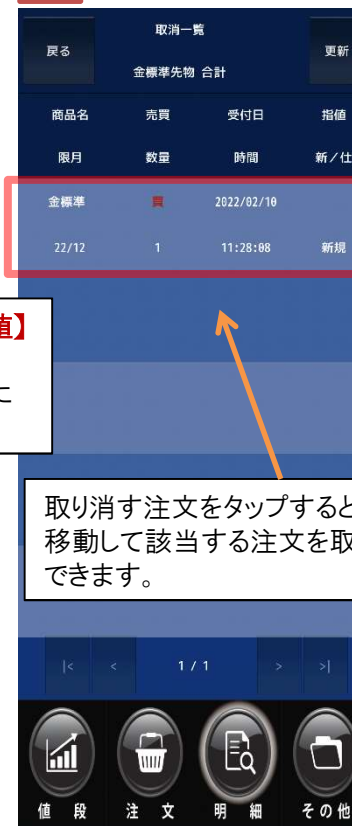 取消一覧
戻る
更新
金標準先物 合計
商品名 売買 受付日 指値
限月 数量 時間 新/仕
金標準 買 2022/02/10
22/12 1 11:28:08 新規
値】
に
取り消す注文をタップすると
移動して該当する注文を取
できます。
|< < 1 / 1 > >|
値 段 注 文 明 細 その他